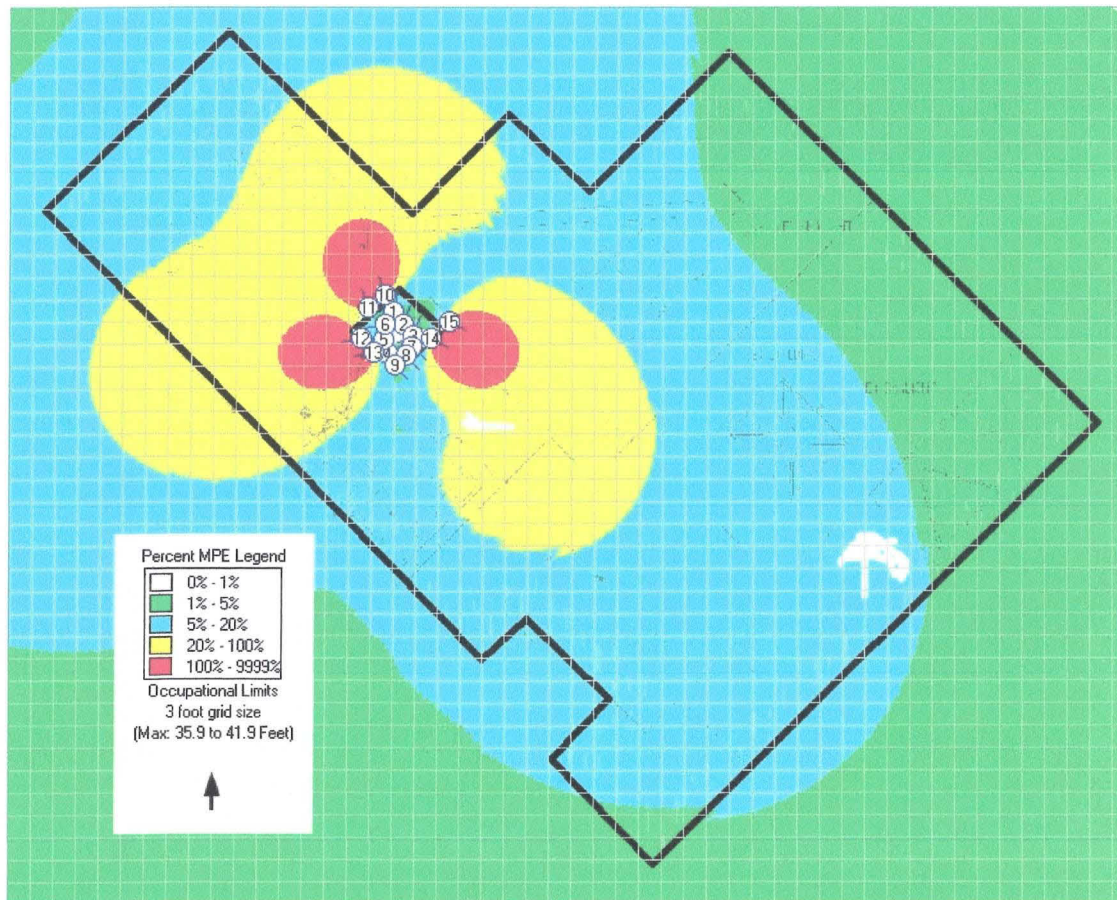 10
11
1
15
6
2
12
5
3
14
13
8
9
Percent MPE Legend
0% - 1%
1% - 5%
5% - 20%
20% - 100%
100% - 9999%
Occupational Limits
3 foot grid size
(Max: 35.9 to 41.9 Feet)